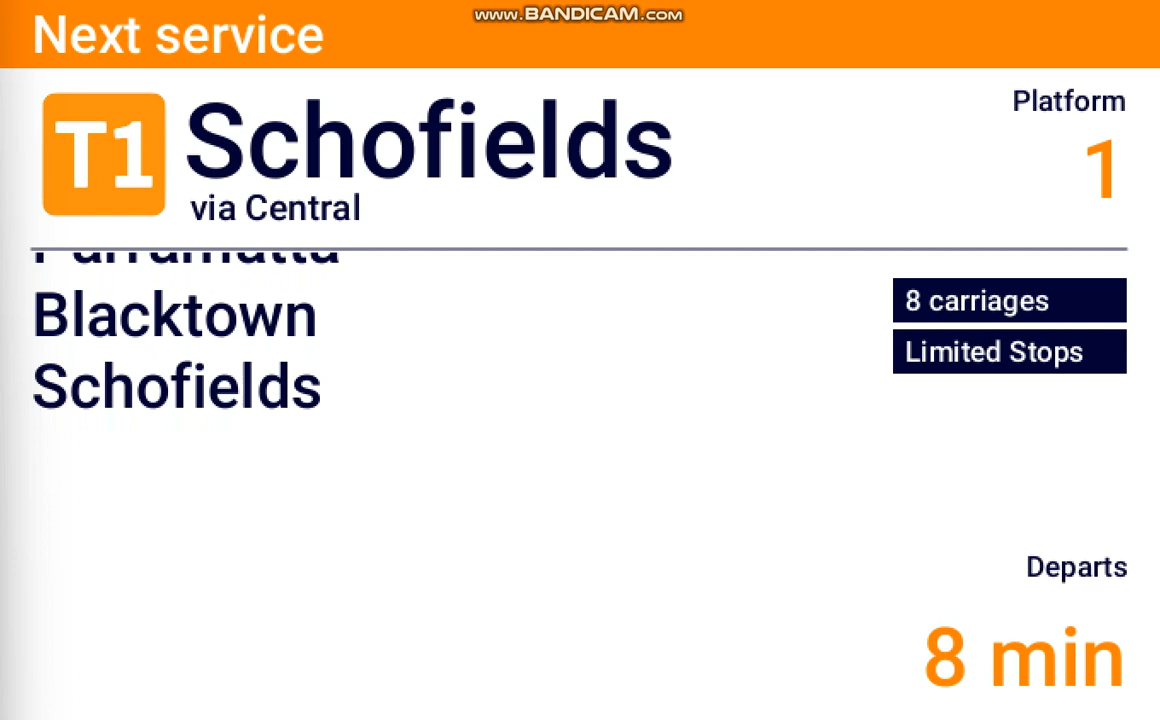 www.BANDICAM.com
Next service
T1
Schofields
via Central
Platform
1
Parramatta
Blacktown
Schofields
8 carriages
Limited Stops
Departs
8 min